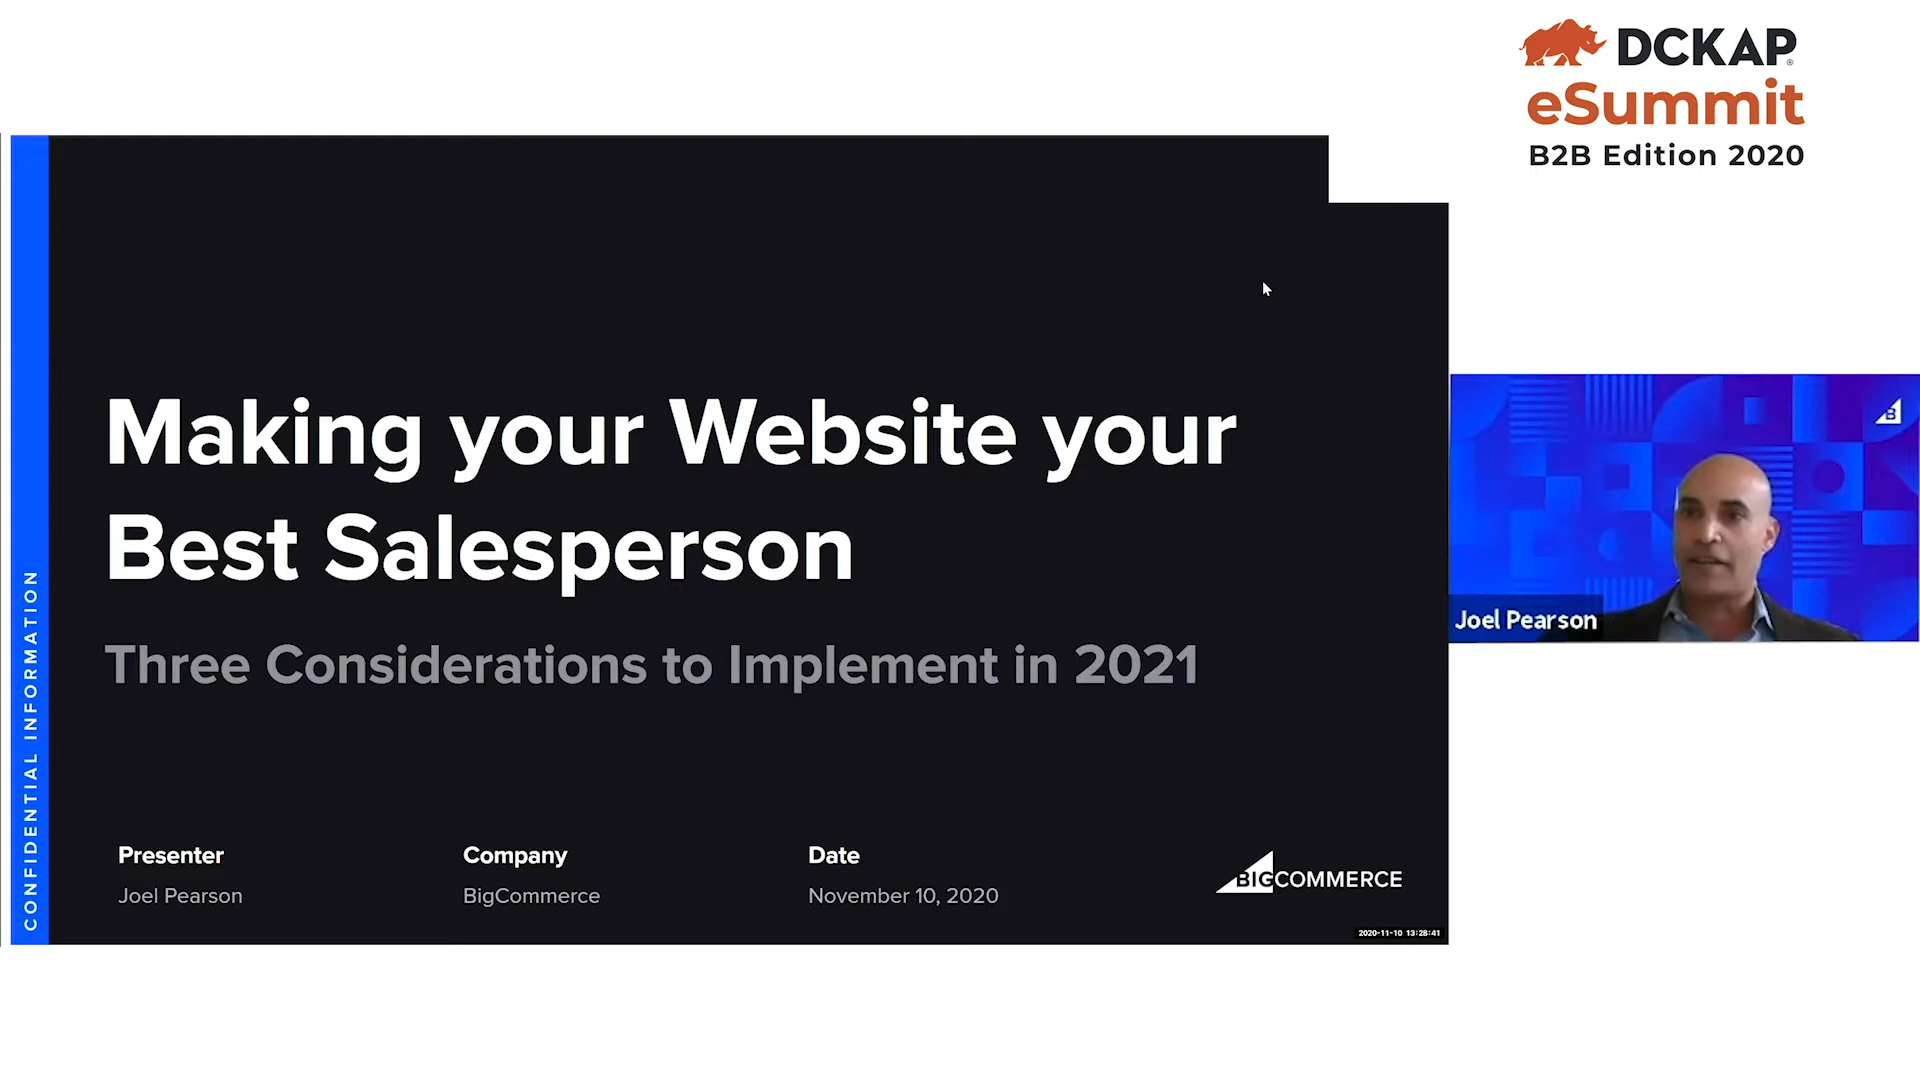 DCKAP
eSummit
B2B Edition 2020
CONFIDENTIAL INFORMATION
Making your Website your
Best Salesperson
Three Considerations to Implement in 2021
Joel Pearson
B
Presenter
Joel Pearson
Company
BigCommerce
Date
November 10, 2020
BIGCOMMERCE
2020-11-10 13:28:41